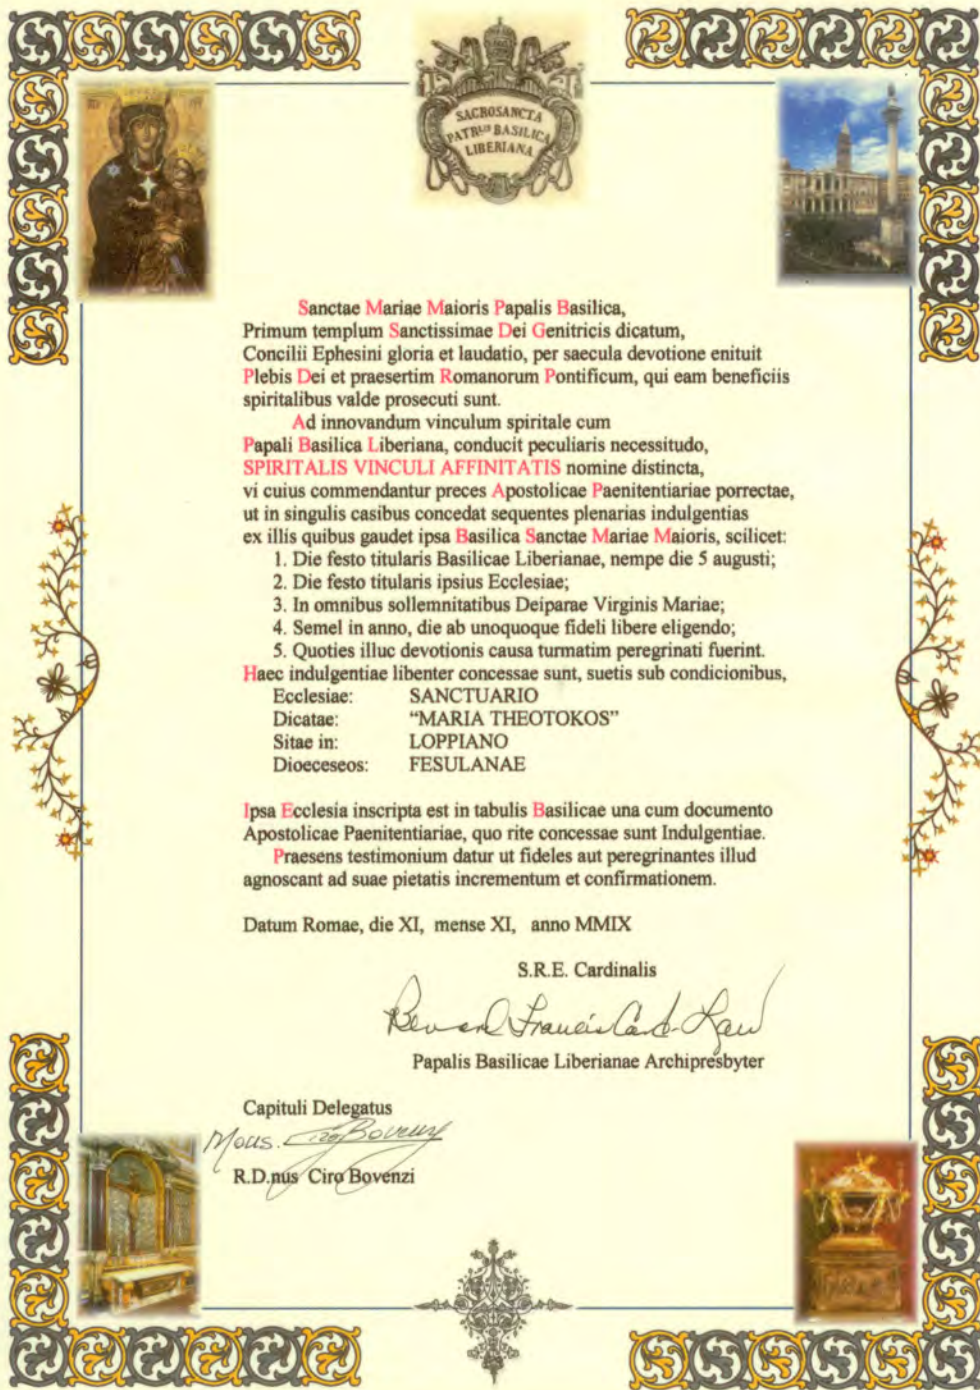 SACROSANCTA
PATR.LIS BASILICA
LIBERIANA
Sanctae Mariae Maioris Papalis Basilica,
Primum templum Sanctissimae Dei Genitricis dicatum,
Concilii Ephesini gloria et laudatio, per saecula devotione enituit
Plebis Dei et praesertim Romanorum Pontificum, qui eam beneficiis
spiritalibus valde prosecuti sunt.
Ad innovandum vinculum spiritale cum
Papali Basilica Liberiana, conducit peculiaris necessitudo,
SPIRITALIS VINCULI AFFINITATIS nomine distincta,
vi cuius commendantur preces Apostolicae Paenitentiariae porrectae,
ut in singulis casibus concedat sequentes plenarias indulgentias
ex illis quibus gaudet ipsa Basilica Sanctae Mariae Maioris, scilicet:
1. Die festo titularis Basilicae Liberianae, nempe die 5 augusti;
2. Die festo titularis ipsius Ecclesiae;
3. In omnibus sollemnitatibus Deiparae Virginis Mariae;
4. Semel in anno, die ab unoquoque fideli libere eligendo;
5. Quoties illuc devotionis causa turmatim peregrinati fuerint.
Haec indulgentiae libenter concessae sunt, suetis sub condicionibus,
Ecclesiae: SANCTUARIO
Dicatae: “MARIA THEOTOKOS”
Sitae in: LOPPIANO
Dioeceseos: FESULANAE
Ipsa Ecclesia inscripta est in tabulis Basilicae una cum documento
Apostolicae Paenitentiariae, quo rite concessae sunt Indulgentiae.
Praesens testimonium datur ut fideles aut peregrinantes illud
agnoscant ad suae pietatis incrementum et confirmationem.
Datum Romae, die XI, mense XI, anno MMIX
S.R.E. Cardinalis
Bernard Francis Card. Law
Papalis Basilicae Liberianae Archipresbyter
Capituli Delegatus
Mons. Ciro Bovenzi
R.D.nus Ciro Bovenzi